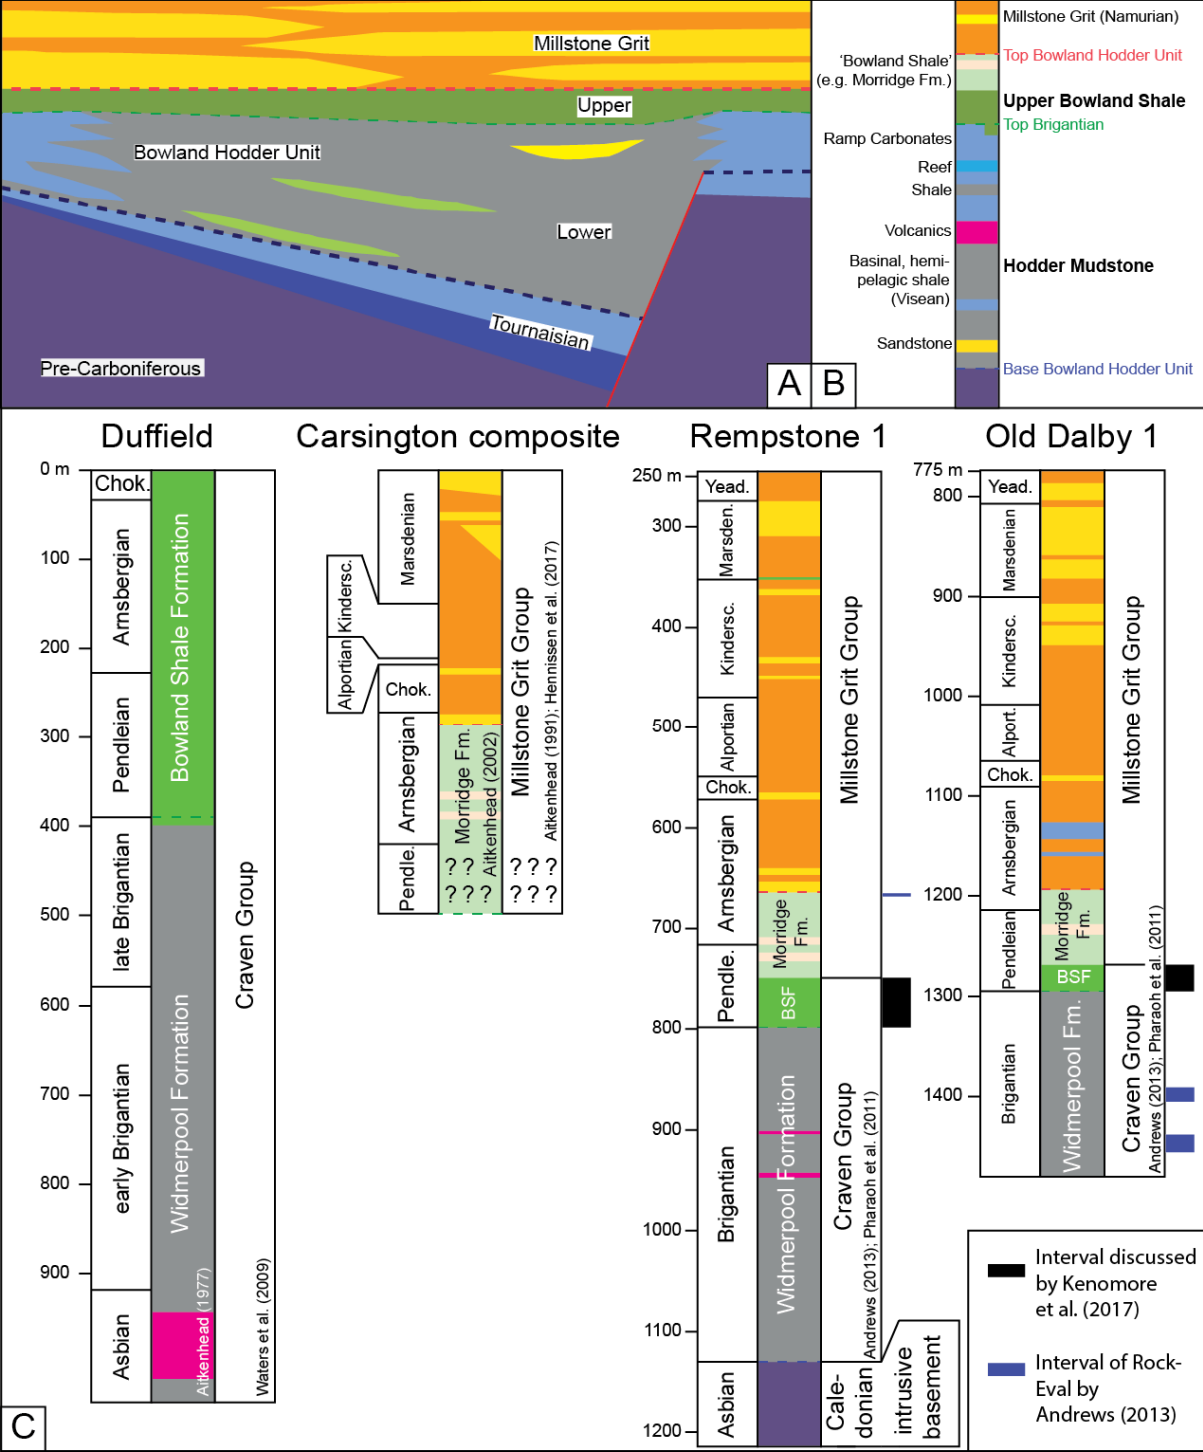 Millstone Grit
Upper
Bowland Hodder Unit
Lower
Tournaisian
Pre-Carboniferous
A
B
Millstone Grit (Namurian)
Top Bowland Hodder Unit
‘Bowland Shale’
(e.g. Morridge Fm.)
Upper Bowland Shale
Top Brigantian
Ramp Carbonates
Reef
Shale
Volcanics
Basinal, hemi-
pelagic shale
(Visean)
Hodder Mudstone
Sandstone
Base Bowland Hodder Unit
Duffield
0 m
100
200
300
400
500
600
700
800
900
Chok.
Arnsbergian
Pendleian
late Brigantian
early Brigantian
Asbian
Bowland Shale Formation
Widmerpool Formation
Aitkenhead (1977)
Craven Group
Waters et al. (2009)
Carsington composite
Marsdenian
Kindersc.
Alportian
Chok.
Arnsbergian
Pendle.
Morridge Fm.
Aitkenhead (2002)
? ?
? ? ?
? ? ?
? ? ?
Millstone Grit Group
Aitkenhead (1991); Hennissen et al. (2017)
Rempstone 1
250 m
300
400
500
600
700
800
900
1000
1100
1200
Yead.
Marsden.
Kindersc.
Alportian
Chok.
Arnsbergian
Pendle.
Brigantian
Asbian
Morridge
Fm.
BSF
Widmerpool Formation
Millstone Grit Group
Craven Group
Andrews (2013); Pharaoh et al. (2011)
Cale-
donian
intrusive
basement
Old Dalby 1
775 m
800
900
1000
1100
1200
1300
1400
Yead.
Marsdenian
Kindersc.
Alport.
Chok.
Arnsbergian
Pendleian
Brigantian
Morridge
Fm.
BSF
Widmerpool Fm.
Millstone Grit Group
Craven Group
Andrews (2013); Pharaoh et al. (2011)
Interval discussed
by Kenomore
et al. (2017)
Interval of Rock-
Eval by
Andrews (2013)
C